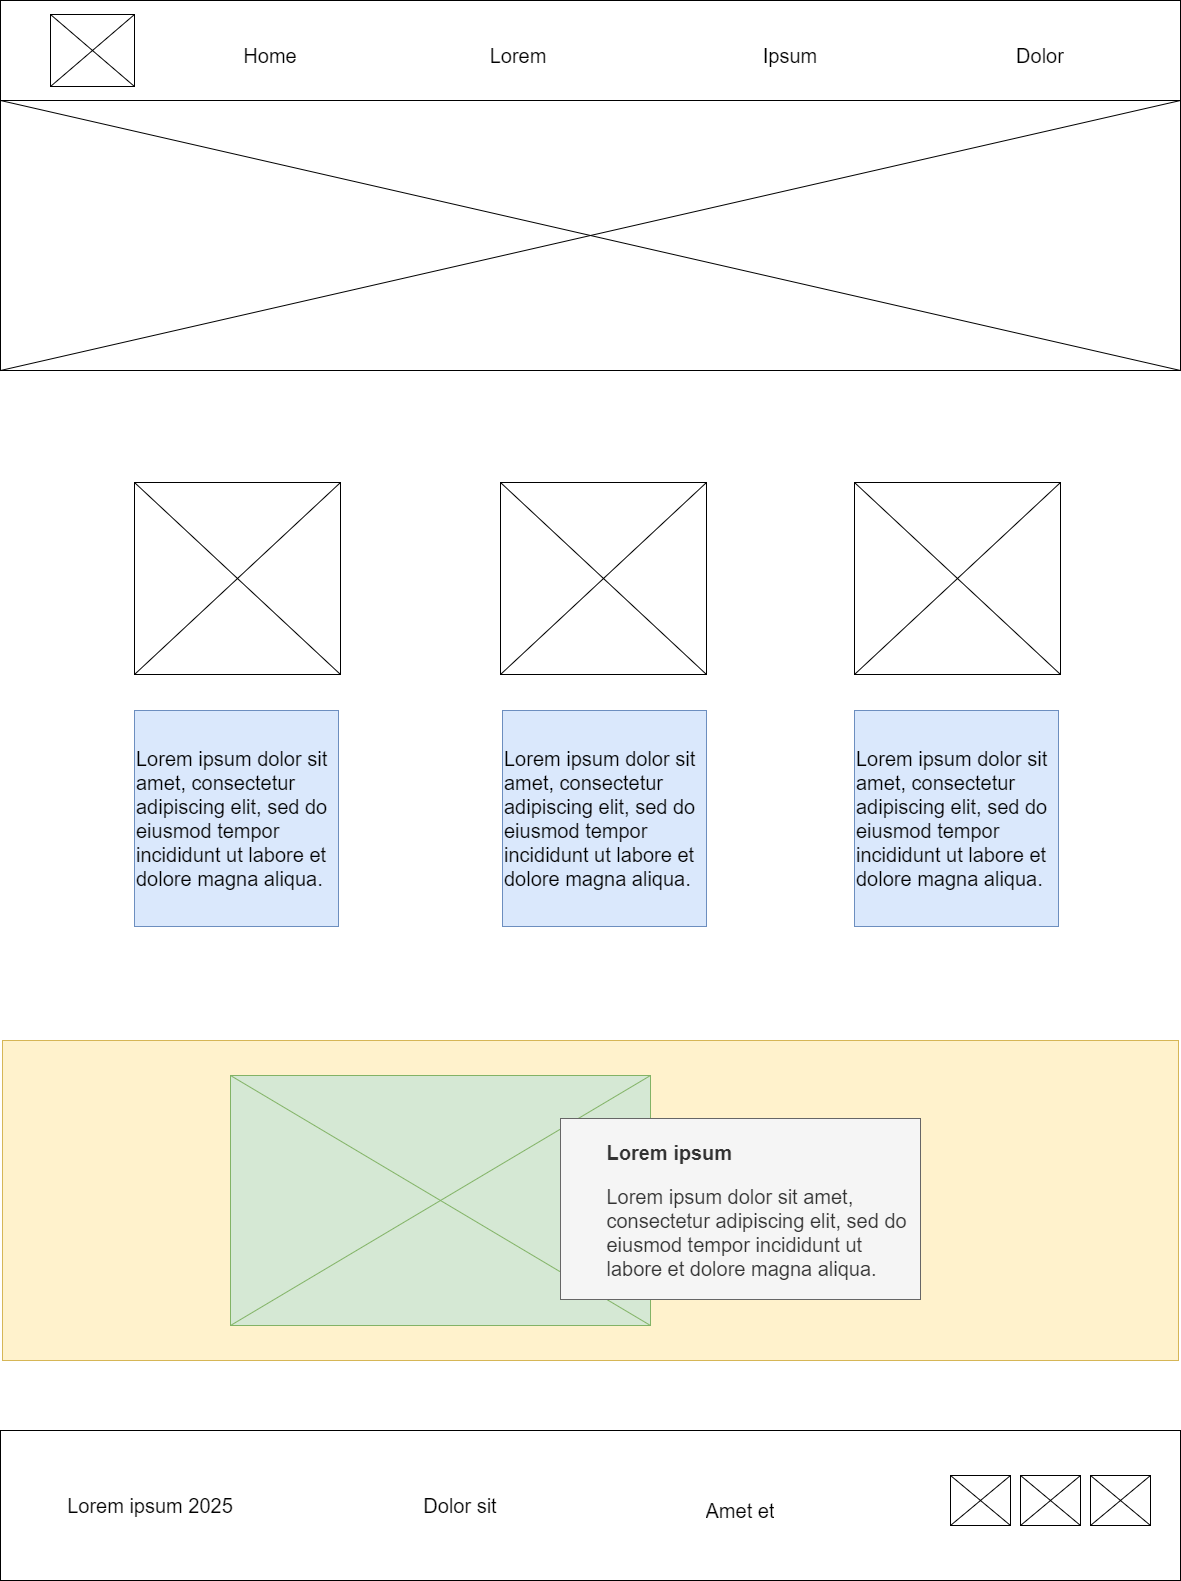 Home
Lorem
Ipsum
Dolor
Lorem ipsum dolor sit
amet, consectetur
adipiscing elit, sed do
eiusmod tempor
incididunt ut labore et
dolore magna aliqua.
Lorem ipsum dolor sit
amet, consectetur
adipiscing elit, sed do
eiusmod tempor
incididunt ut labore et
dolore magna aliqua.
Lorem ipsum dolor sit
amet, consectetur
adipiscing elit, sed do
eiusmod tempor
incididunt ut labore et
dolore magna aliqua.
Lorem ipsum
Lorem ipsum dolor sit amet,
consectetur adipiscing elit, sed do
eiusmod tempor incididunt ut
labore et dolore magna aliqua.
Lorem ipsum 2025
Dolor sit
Amet et